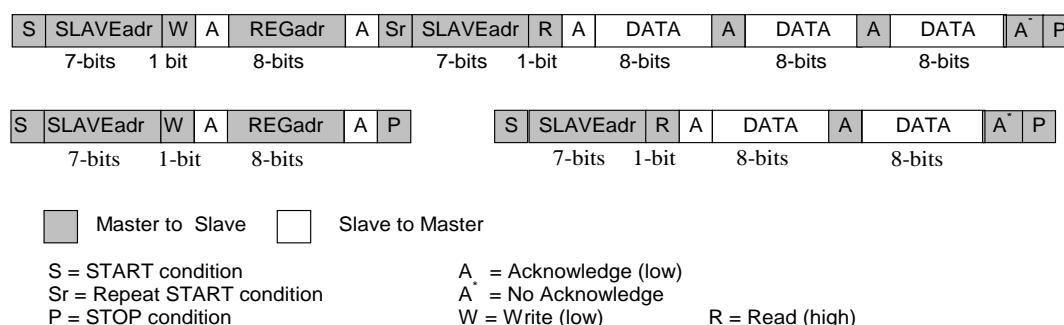 S SLAVEadr W A REGadr A Sr SLAVEadr R A DATA A DATA A DATA A* P
7-bits 1 bit 8-bits 7-bits 1-bit 8-bits 8-bits 8-bits
S SLAVEadr W A REGadr A P S SLAVEadr R A DATA A DATA A* P
7-bits 1-bit 8-bits 7-bits 1-bit 8-bits 8-bits
Master to Slave Slave to Master
S = START condition A = Acknowledge (low)
Sr = Repeat START condition A* = No Acknowledge
P = STOP condition W = Write (low) R = Read (high)